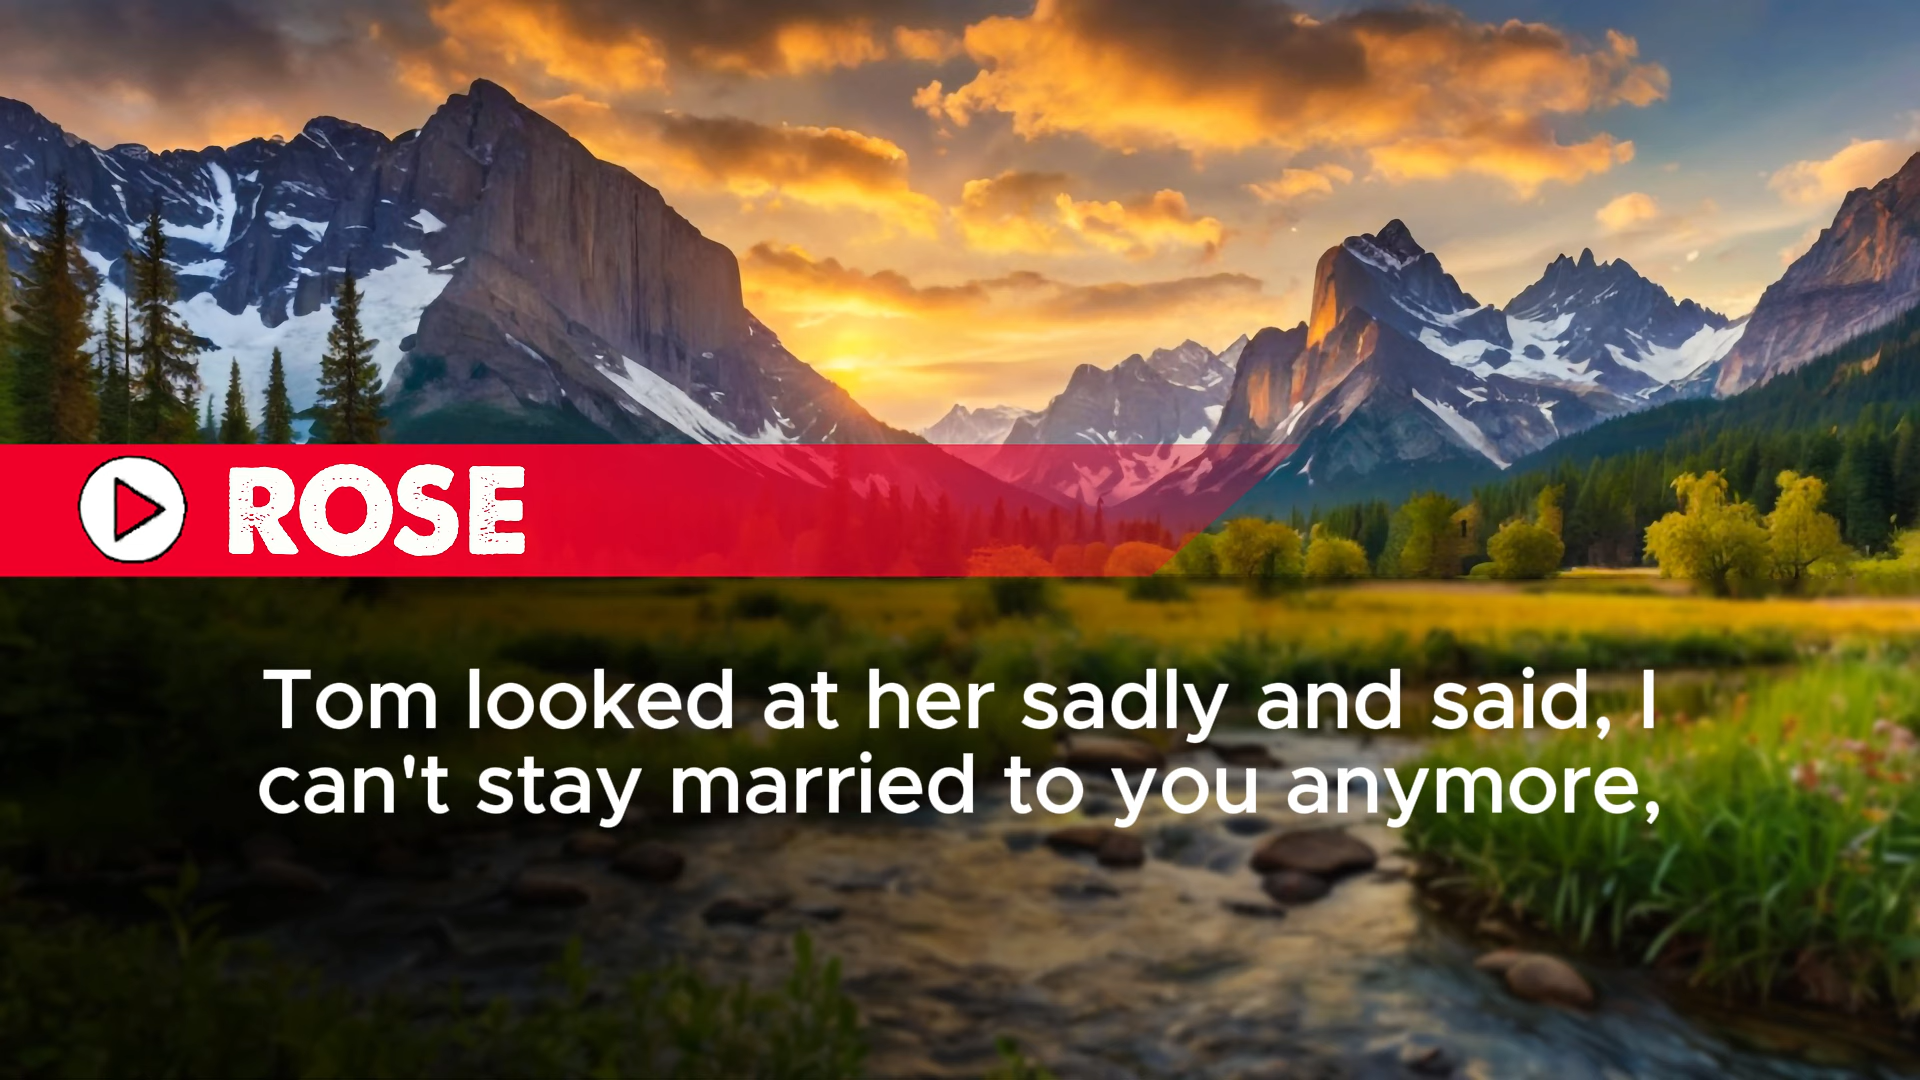 ROSE
Tom looked at her sadly and said, I
can't stay married to you anymore,